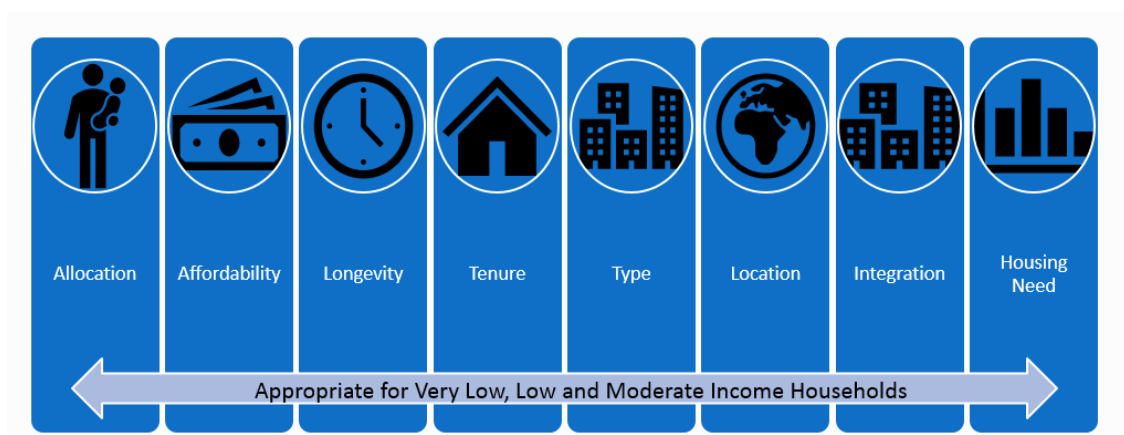 Allocation
Affordability
Longevity
Tenure
Type
Location
Integration
Housing
Need
Appropriate for Very Low, Low and Moderate Income Households